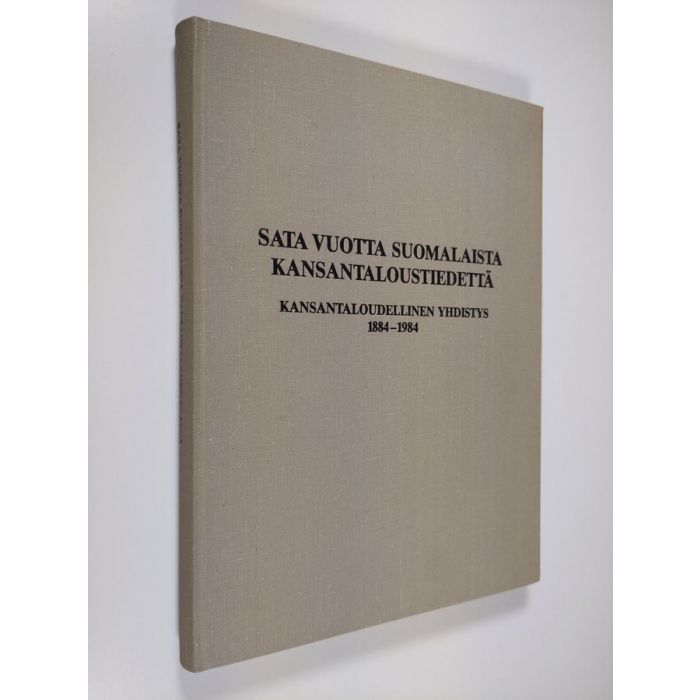 SATA VUOTTA SUOMALAISTA
KANSANTALOUSTIEDETTÄ
KANSANTALOUDELLINEN YHDISTYS
1884–1984